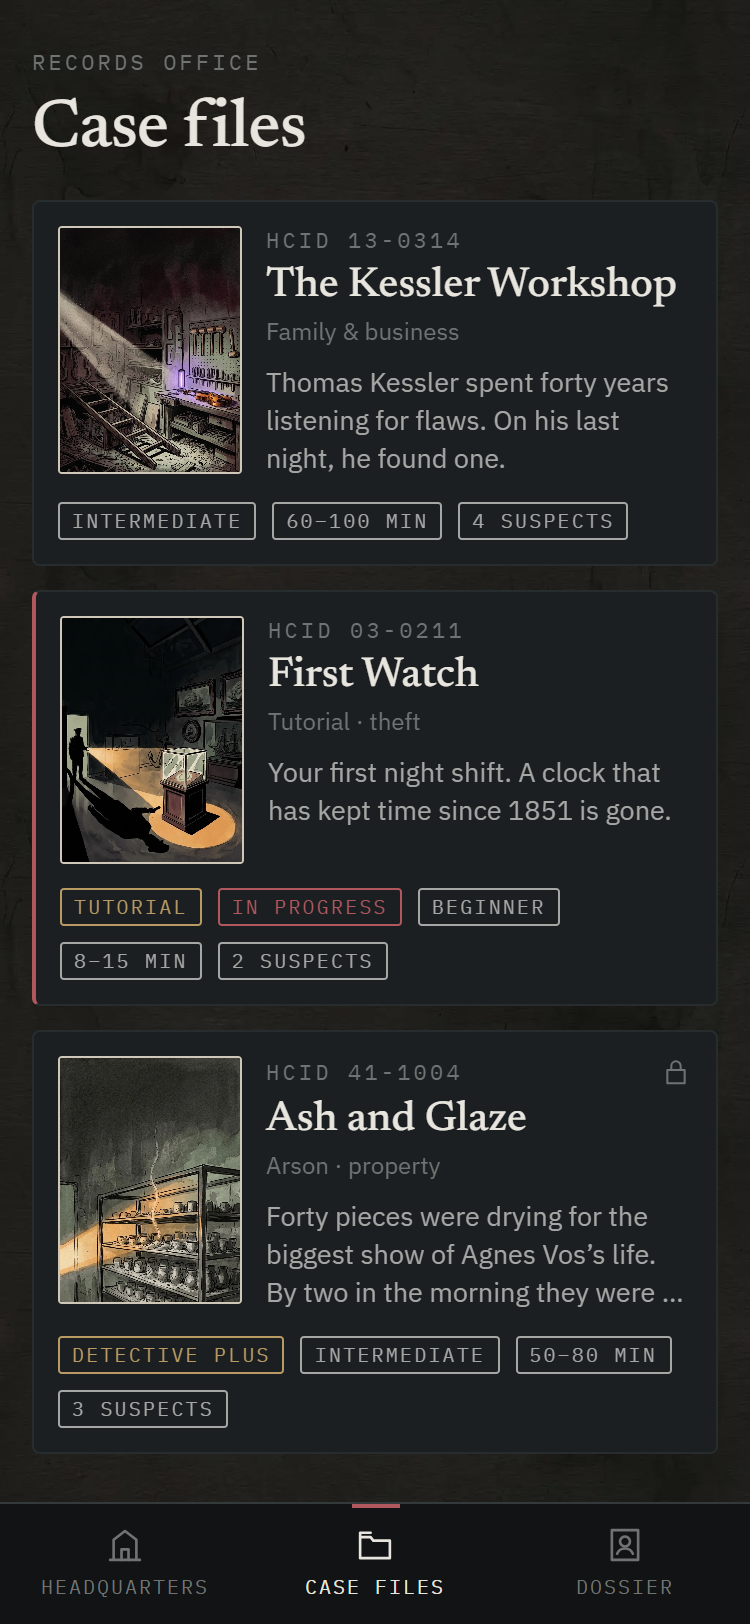 RECORDS OFFICE
Case files
HCID 13-0314
The Kessler Workshop
Family & business
Thomas Kessler spent forty years
listening for flaws. On his last
night, he found one.
INTERMEDIATE
60–100 MIN
4 SUSPECTS
HCID 03-0211
First Watch
Tutorial · theft
Your first night shift. A clock that
has kept time since 1851 is gone.
TUTORIAL
IN PROGRESS
BEGINNER
8–15 MIN
2 SUSPECTS
HCID 41-1004
Ash and Glaze
Arson · property
Forty pieces were drying for the
biggest show of Agnes Vos’s life.
By two in the morning they were …
DETECTIVE PLUS
INTERMEDIATE
50–80 MIN
3 SUSPECTS
HEADQUARTERS
CASE FILES
DOSSIER